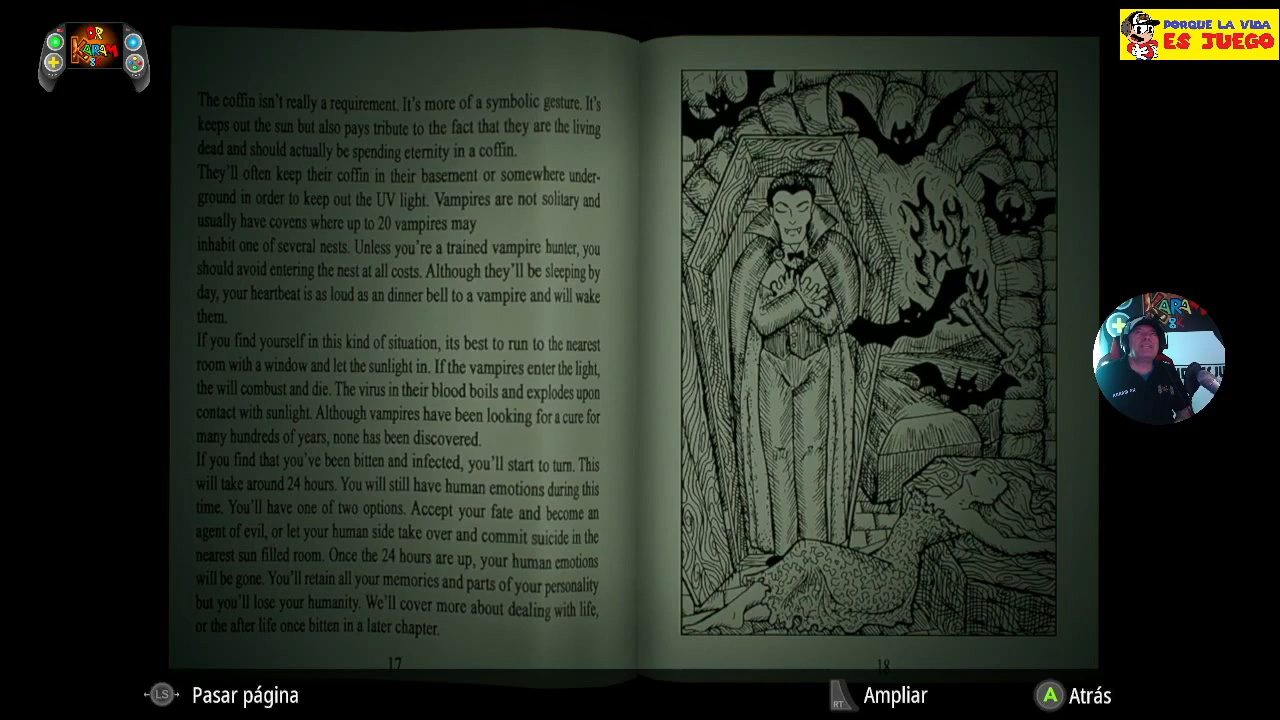 DR
KARAM
PORQUE LA VIDA
ES JUEGO
The coffin isn't really a requirement. It's more of a symbolic gesture. It's
keeps out the sun but also pays tribute to the fact that they are the living
dead and should actually be spending eternity in a coffin.
They'll often keep their coffin in their basement or somewhere under-
ground in order to keep out the UV light. Vampires are not solitary and
usually have covens where up to 20 vampires may
inhabit one of several nests. Unless you're a trained vampire hunter, you
should avoid entering the nest at all costs. Although they'll be sleeping by
day, your heartbeat is as loud as an dinner bell to a vampire and will wake
them.
If you find yourself in this kind of situation, its best to run to the nearest
room with a window and let the sunlight in. If the vampires enter the light,
the will combust and die. The virus in their blood boils and explodes upon
contact with sunlight. Although vampires have been looking for a cure for
many hundreds of years, none has been discovered.
If you find that you've been bitten and infected, you'll start to turn. This
will take around 24 hours. You will still have human emotions during this
time. You'll have one of two options. Accept your fate and become an
agent of evil, or let your human side take over and commit suicide in the
nearest sun filled room. Once the 24 hours are up, your human emotions
will be gone. You'll retain all your memories and parts of your personality
but you'll lose your humanity. We'll cover more about dealing with life,
or the after life once bitten in a later chapter.
17
18
KARAM
LS Pasar página
RT Ampliar
A Atrás